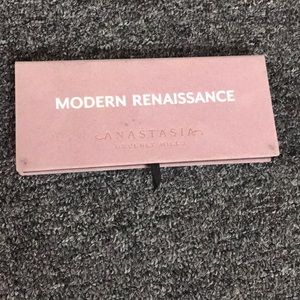 MODERN RENAISSANCE
ANASTASIA
BEVERLY HILLS